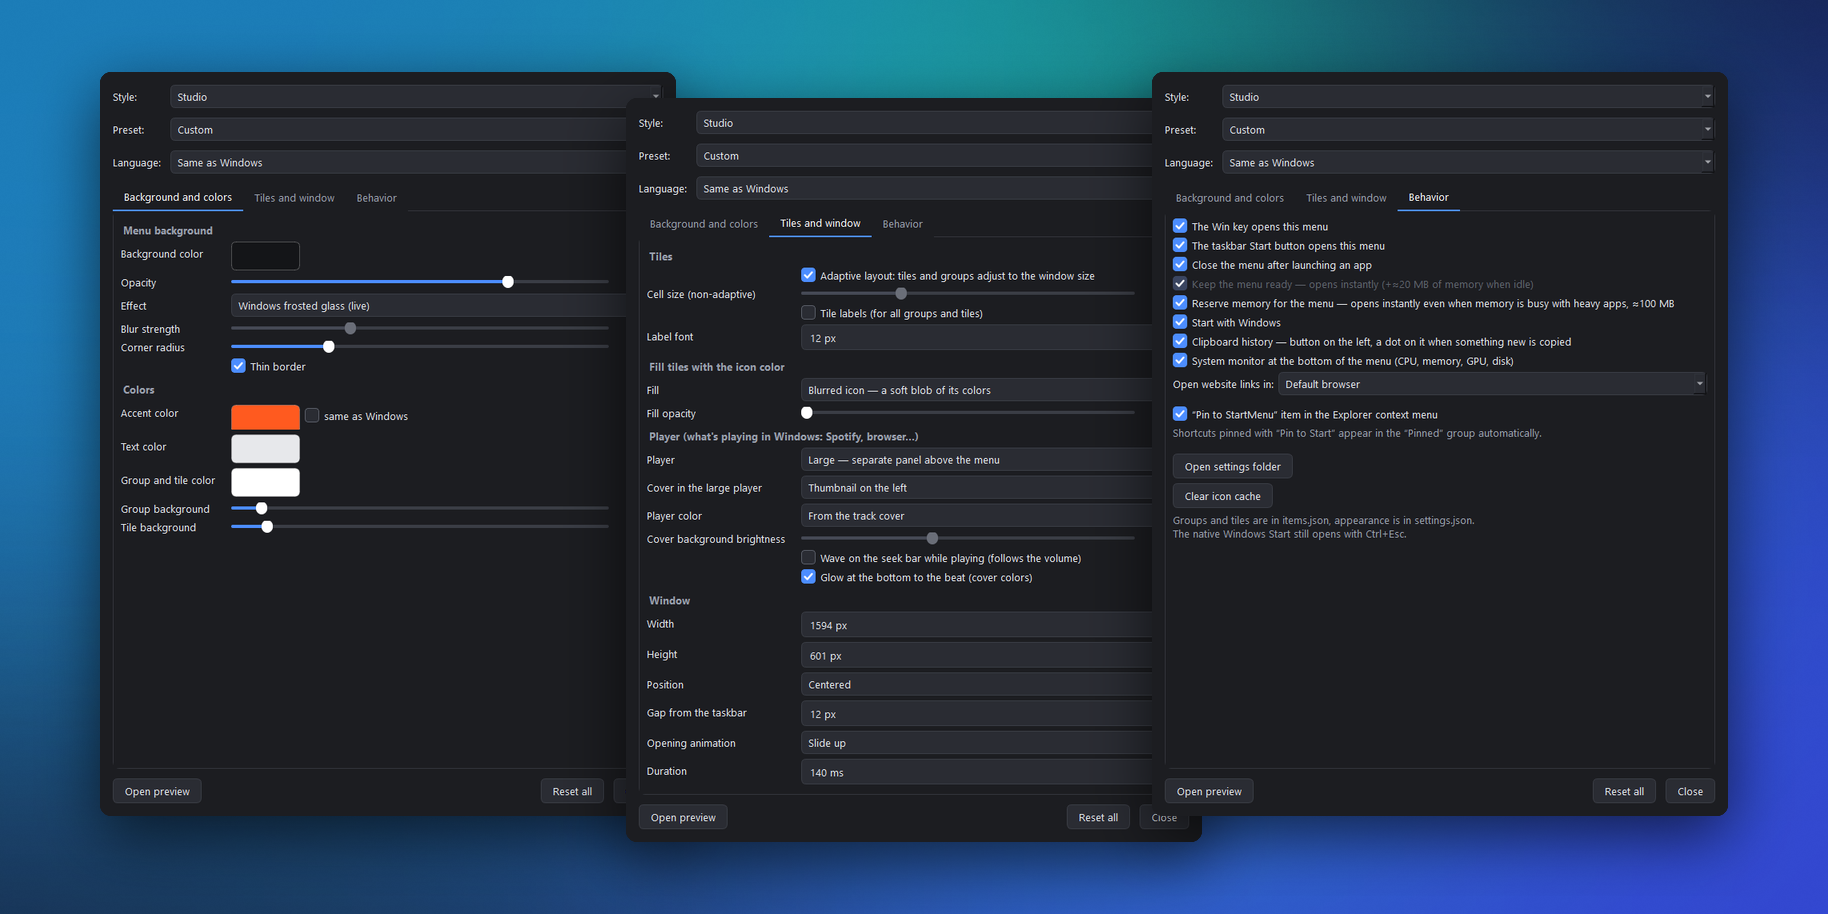 Style: Studio
Preset: Custom
Language: Same as Windows
Background and colors Tiles and window Behavior
Menu background
Background color
Opacity
Effect Windows frosted glass (live)
Blur strength
Corner radius
Thin border
Colors
Accent color same as Windows
Text color
Group and tile color
Group background
Tile background
Open preview Reset all
Style: Studio
Preset: Custom
Language: Same as Windows
Background and colors Tiles and window Behavior
Tiles
Adaptive layout: tiles and groups adjust to the window size
Cell size (non-adaptive)
Tile labels (for all groups and tiles)
Label font 12 px
Fill tiles with the icon color
Fill Blurred icon — a soft blob of its colors
Fill opacity
Player (what's playing in Windows: Spotify, browser...)
Player Large — separate panel above the menu
Cover in the large player Thumbnail on the left
Player color From the track cover
Cover background brightness
Wave on the seek bar while playing (follows the volume)
Glow at the bottom to the beat (cover colors)
Window
Width 1594 px
Height 601 px
Position Centered
Gap from the taskbar 12 px
Opening animation Slide up
Duration 140 ms
Open preview Reset all Close
Style: Studio
Preset: Custom
Language: Same as Windows
Background and colors Tiles and window Behavior
The Win key opens this menu
The taskbar Start button opens this menu
Close the menu after launching an app
Keep the menu ready — opens instantly (+≈20 MB of memory when idle)
Reserve memory for the menu — opens instantly even when memory is busy with heavy apps, ≈100 MB
Start with Windows
Clipboard history — button on the left, a dot on it when something new is copied
System monitor at the bottom of the menu (CPU, memory, GPU, disk)
Open website links in: Default browser
“Pin to StartMenu” item in the Explorer context menu
Shortcuts pinned with “Pin to Start” appear in the “Pinned” group automatically.
Open settings folder
Clear icon cache
Groups and tiles are in items.json, appearance is in settings.json.
The native Windows Start still opens with Ctrl+Esc.
Open preview Reset all Close